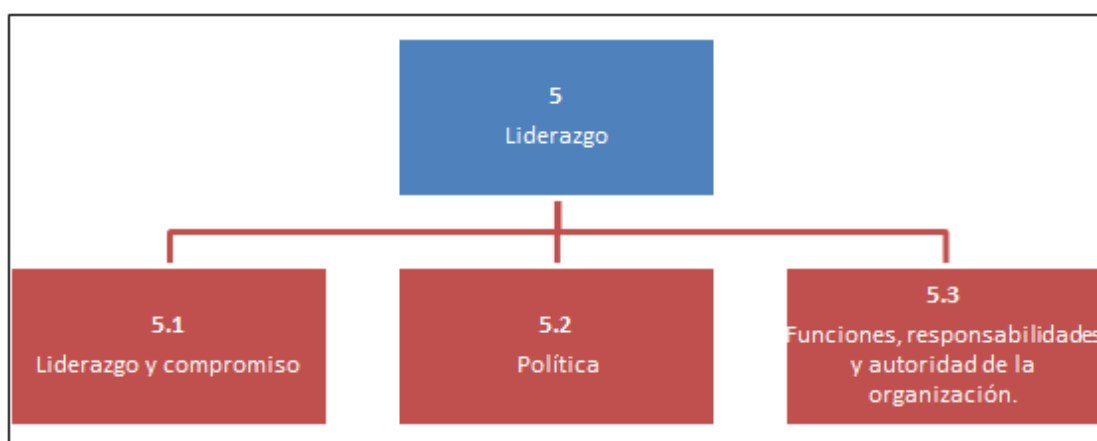 5
Liderazgo
5.1
Liderazgo y compromiso
5.2
Política
5.3
Funciones, responsabilidades
y autoridad de la
organización.